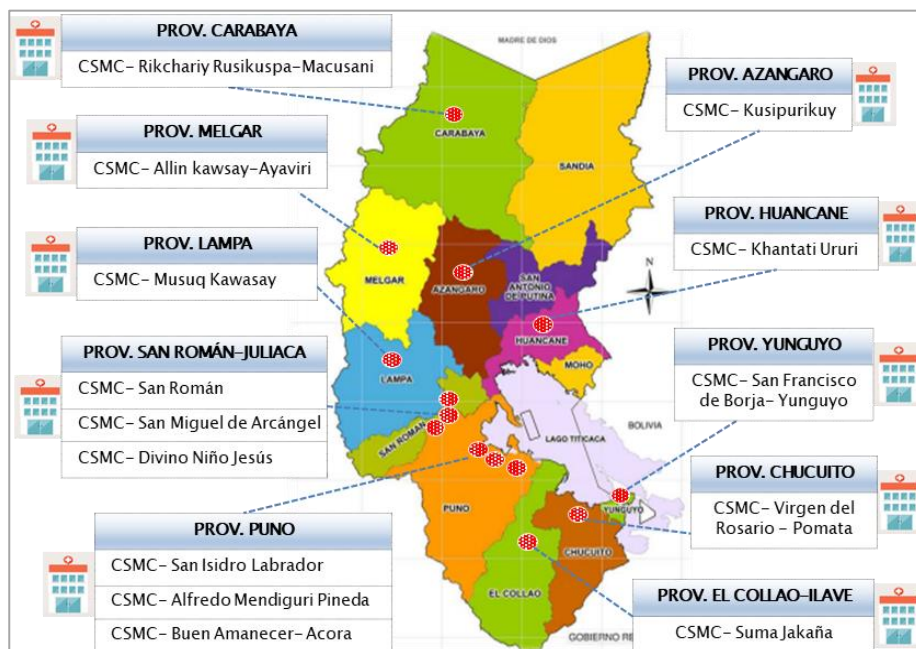 PROV. CARABAYA
CSMC- Rikchariy Rusikuspa-Macusani
PROV. MELGAR
CSMC- Allin kawsay-Ayaviri
PROV. LAMPA
CSMC- Musuq Kawasay
PROV. SAN ROMÁN-JULIACA
CSMC- San Román
CSMC- San Miguel de Arcángel
CSMC- Divino Niño Jesús
PROV. PUNO
CSMC- San Isidro Labrador
CSMC- Alfredo Mendiguri Pineda
CSMC- Buen Amanecer- Acora
MADRE DE DIOS
CARABAYA
SANDIA
MELGAR
AZANGARO
SAN
ANTONIO
DE PUTINA
N
HUANCANE
LAMPA
MOHO
SAN ROMAN
LAGO TITICACA
BOLIVIA
PUNO
YUNGUYO
CHUCUITO
EL COLLAO
GOBIERNO RE
PROV. AZANGARO
CSMC- Kusipurikuy
PROV. HUANCANE
CSMC- Khantati Ururi
PROV. YUNGUYO
CSMC- San Francisco
de Borja- Yunguyo
PROV. CHUCUITO
CSMC- Virgen del
Rosario - Pomata
PROV. EL COLLAO-ILAVE
CSMC- Suma Jakaña